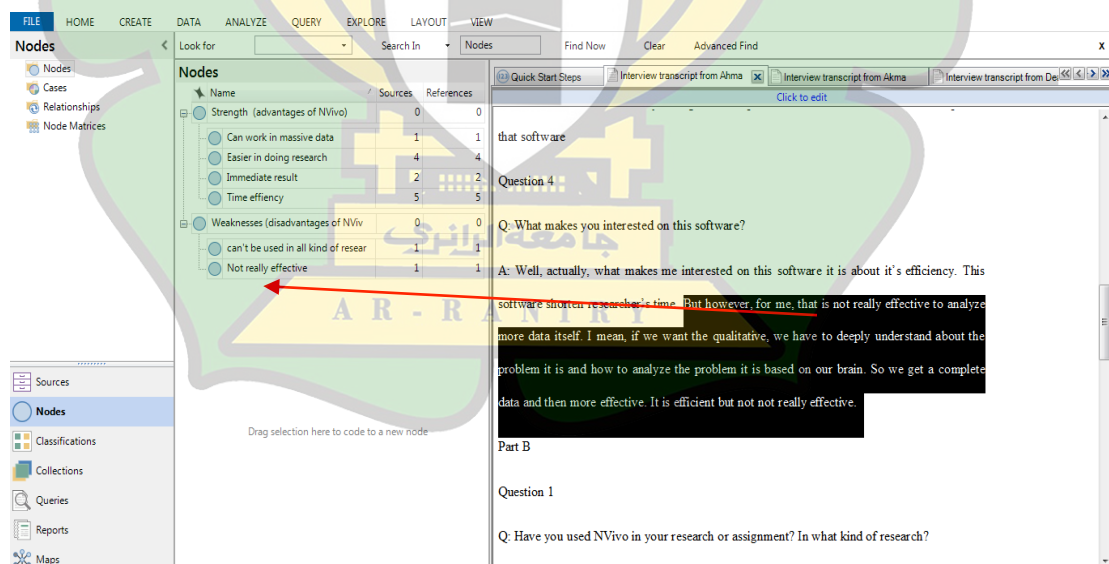 FILE HOME CREATE DATA ANALYZE QUERY EXPLORE LAYOUT VIEW
Nodes Look for Search In Nodes Find Now Clear Advanced Find x
Nodes
Cases
Relationships
Node Matrices
Sources
Nodes
Classifications
Collections
Queries
Reports
Maps
Nodes
Name Sources References
Strength (advantages of NVivo) 0 0
Can work in massive data 1 1
Easier in doing research 4 4
Immediate result 2 2
Time effiency 5 5
Weaknesses (disadvantages of NViv 0 0
can't be used in all kind of resear 1 1
Not really effective 1 1
Drag selection here to code to a new node
Quick Start Steps Interview transcript from Ahma Interview transcript from Akma Interview transcript from De
Click to edit
that software
Question 4
Q: What makes you interested on this software?
A: Well, actually, what makes me interested on this software it is about it's efficiency. This
software shorten researcher's time. But however, for me, that is not really effective to analyze
more data itself. I mean, if we want the qualitative, we have to deeply understand about the
problem it is and how to analyze the problem it is based on our brain. So we get a complete
data and then more effective. It is efficient but not not really effective.
Part B
Question 1
Q: Have you used NVivo in your research or assignment? In what kind of research?
جامعة الرانري
AR-RANIRY